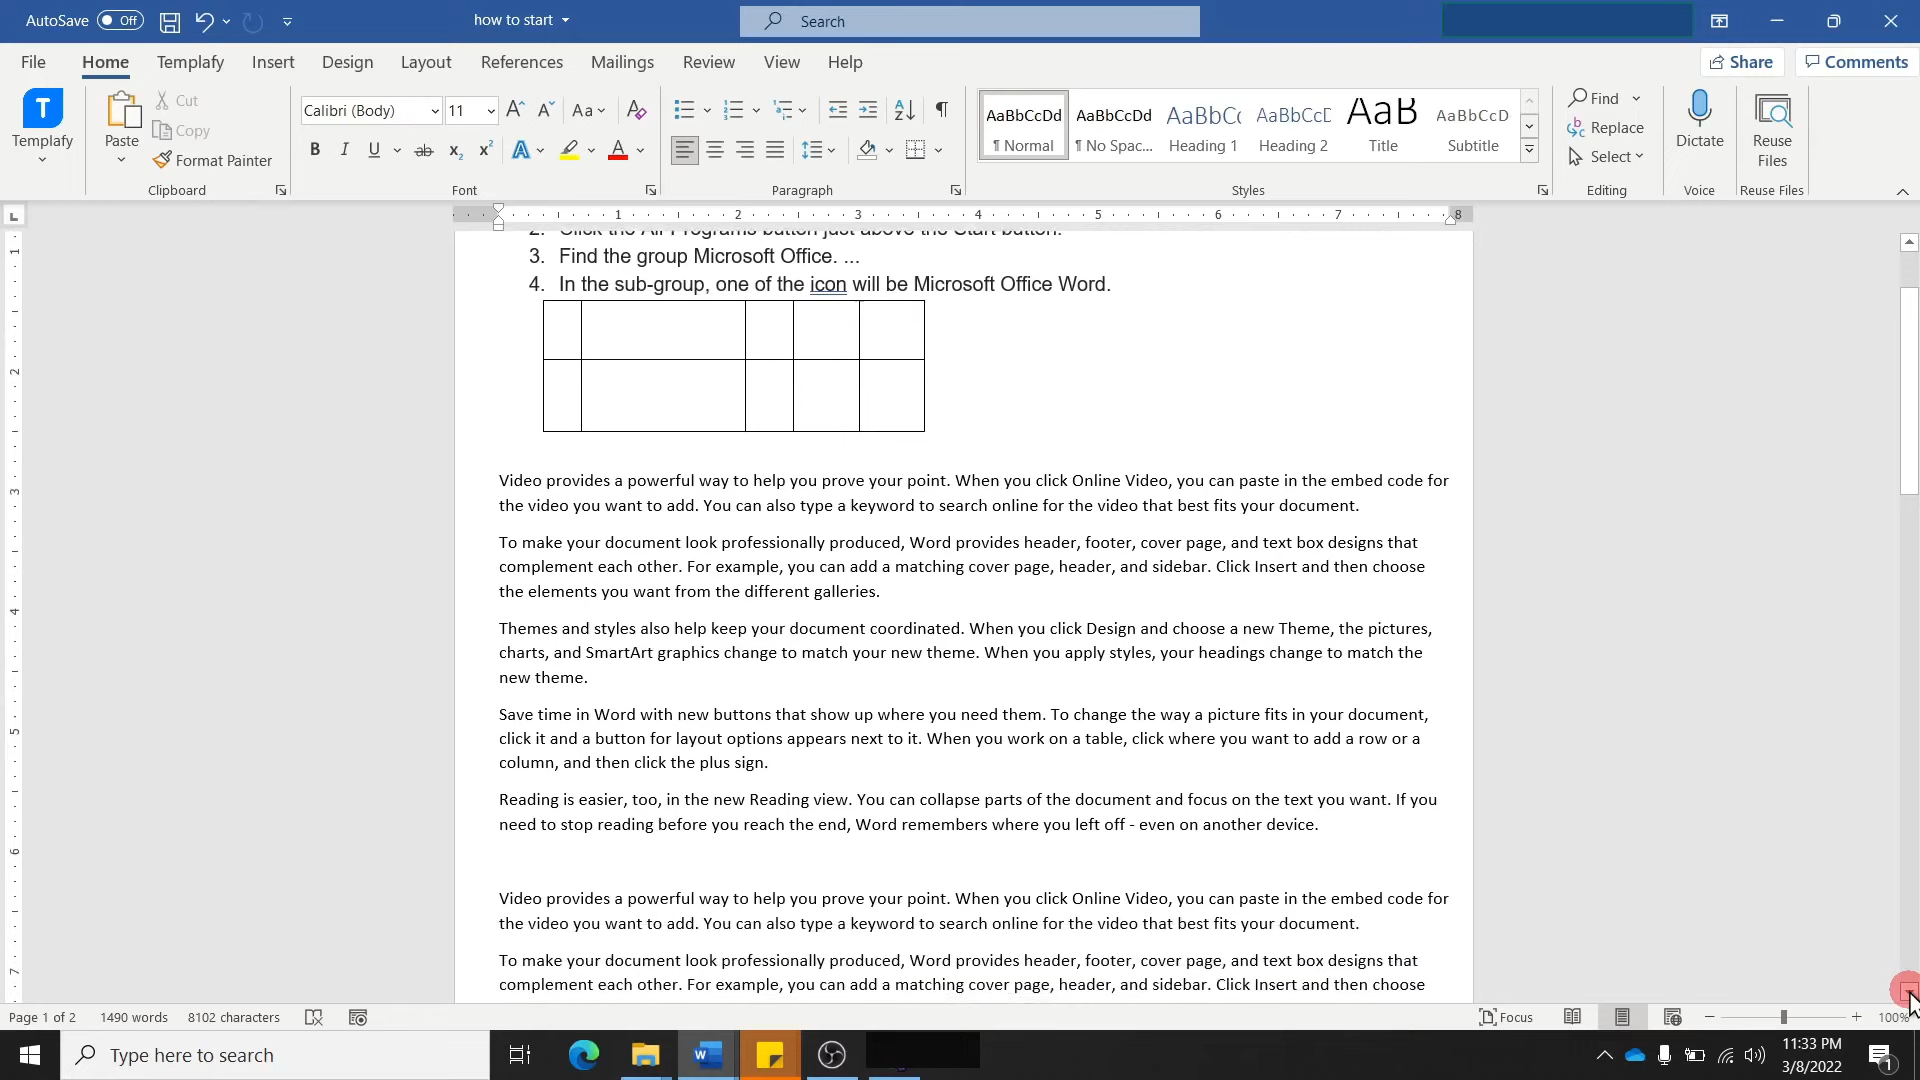 AutoSave Off how to start Search
File Home Templafy Insert Design Layout References Mailings Review View Help Share Comments
Templafy
Paste
Cut
Copy
Format Painter
Clipboard
Calibri (Body) 11
Font
Paragraph
AaBbCcDd AaBbCcDd AaBbC AaBbCcD AaB AaBbCcD
¶ Normal ¶ No Spac... Heading 1 Heading 2 Title Subtitle
Styles
Find
Replace
Select
Editing
Dictate
Voice
Reuse
Files
Reuse Files
1 2 3 4 5 6 7 8
2. Click the All Programs button just above the Start button.
3. Find the group Microsoft Office. ...
4. In the sub-group, one of the icon will be Microsoft Office Word.
Video provides a powerful way to help you prove your point. When you click Online Video, you can paste in the embed code for
the video you want to add. You can also type a keyword to search online for the video that best fits your document.
To make your document look professionally produced, Word provides header, footer, cover page, and text box designs that
complement each other. For example, you can add a matching cover page, header, and sidebar. Click Insert and then choose
the elements you want from the different galleries.
Themes and styles also help keep your document coordinated. When you click Design and choose a new Theme, the pictures,
charts, and SmartArt graphics change to match your new theme. When you apply styles, your headings change to match the
new theme.
Save time in Word with new buttons that show up where you need them. To change the way a picture fits in your document,
click it and a button for layout options appears next to it. When you work on a table, click where you want to add a row or a
column, and then click the plus sign.
Reading is easier, too, in the new Reading view. You can collapse parts of the document and focus on the text you want. If you
need to stop reading before you reach the end, Word remembers where you left off - even on another device.
Video provides a powerful way to help you prove your point. When you click Online Video, you can paste in the embed code for
the video you want to add. You can also type a keyword to search online for the video that best fits your document.
To make your document look professionally produced, Word provides header, footer, cover page, and text box designs that
complement each other. For example, you can add a matching cover page, header, and sidebar. Click Insert and then choose
1
2
3
4
5
6
7
Page 1 of 2 1490 words 8102 characters Focus 100%
Type here to search
11:33 PM
3/8/2022
1